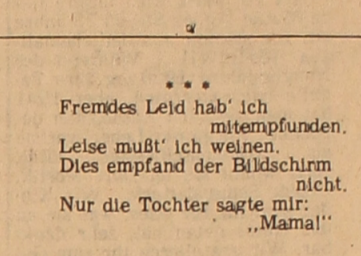 * * *
Fremdes Leid hab' ich
mitempfunden.
Leise mußt' ich weinen.
Dies empfand der Bildschirm
nicht.
Nur die Tochter sagte mir:
„Mama!"